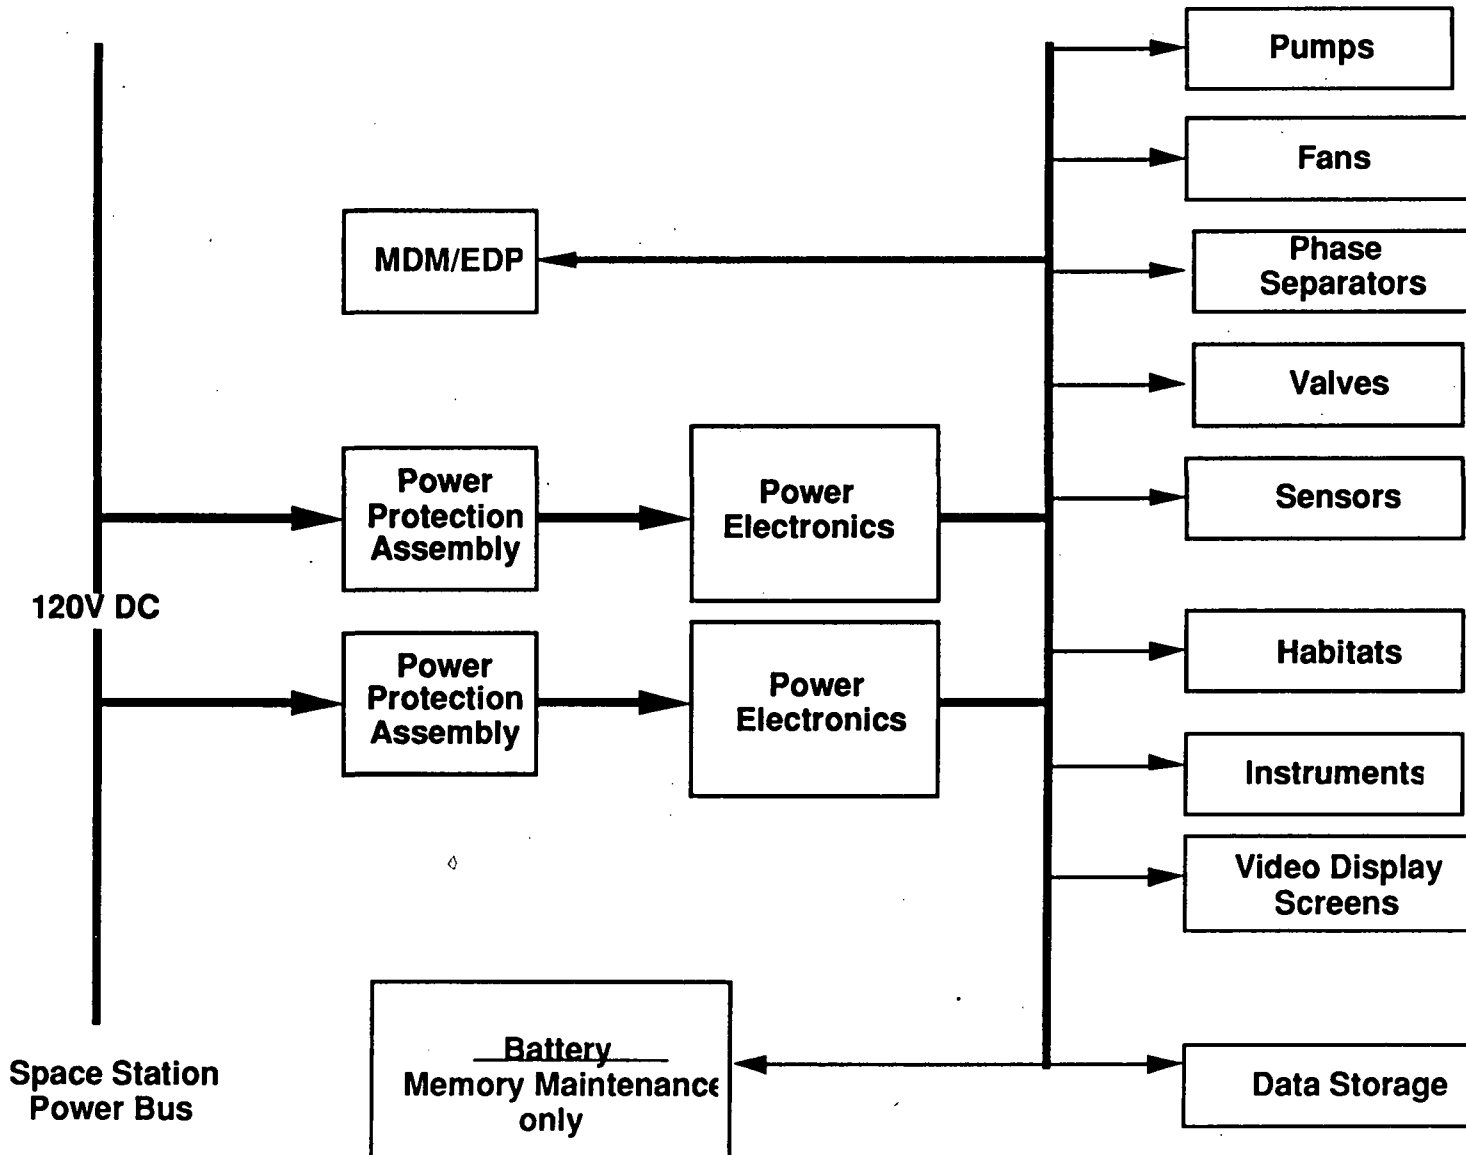 Pumps
Fans
Phase
Separators
MDM/EDP
Valves
Power
Protection
Assembly
Power
Electronics
Sensors
120V DC
Power
Protection
Assembly
Power
Electronics
Habitats
Instruments
Video Display
Screens
Space Station
Power Bus
Battery
Memory Maintenance
only
Data Storage